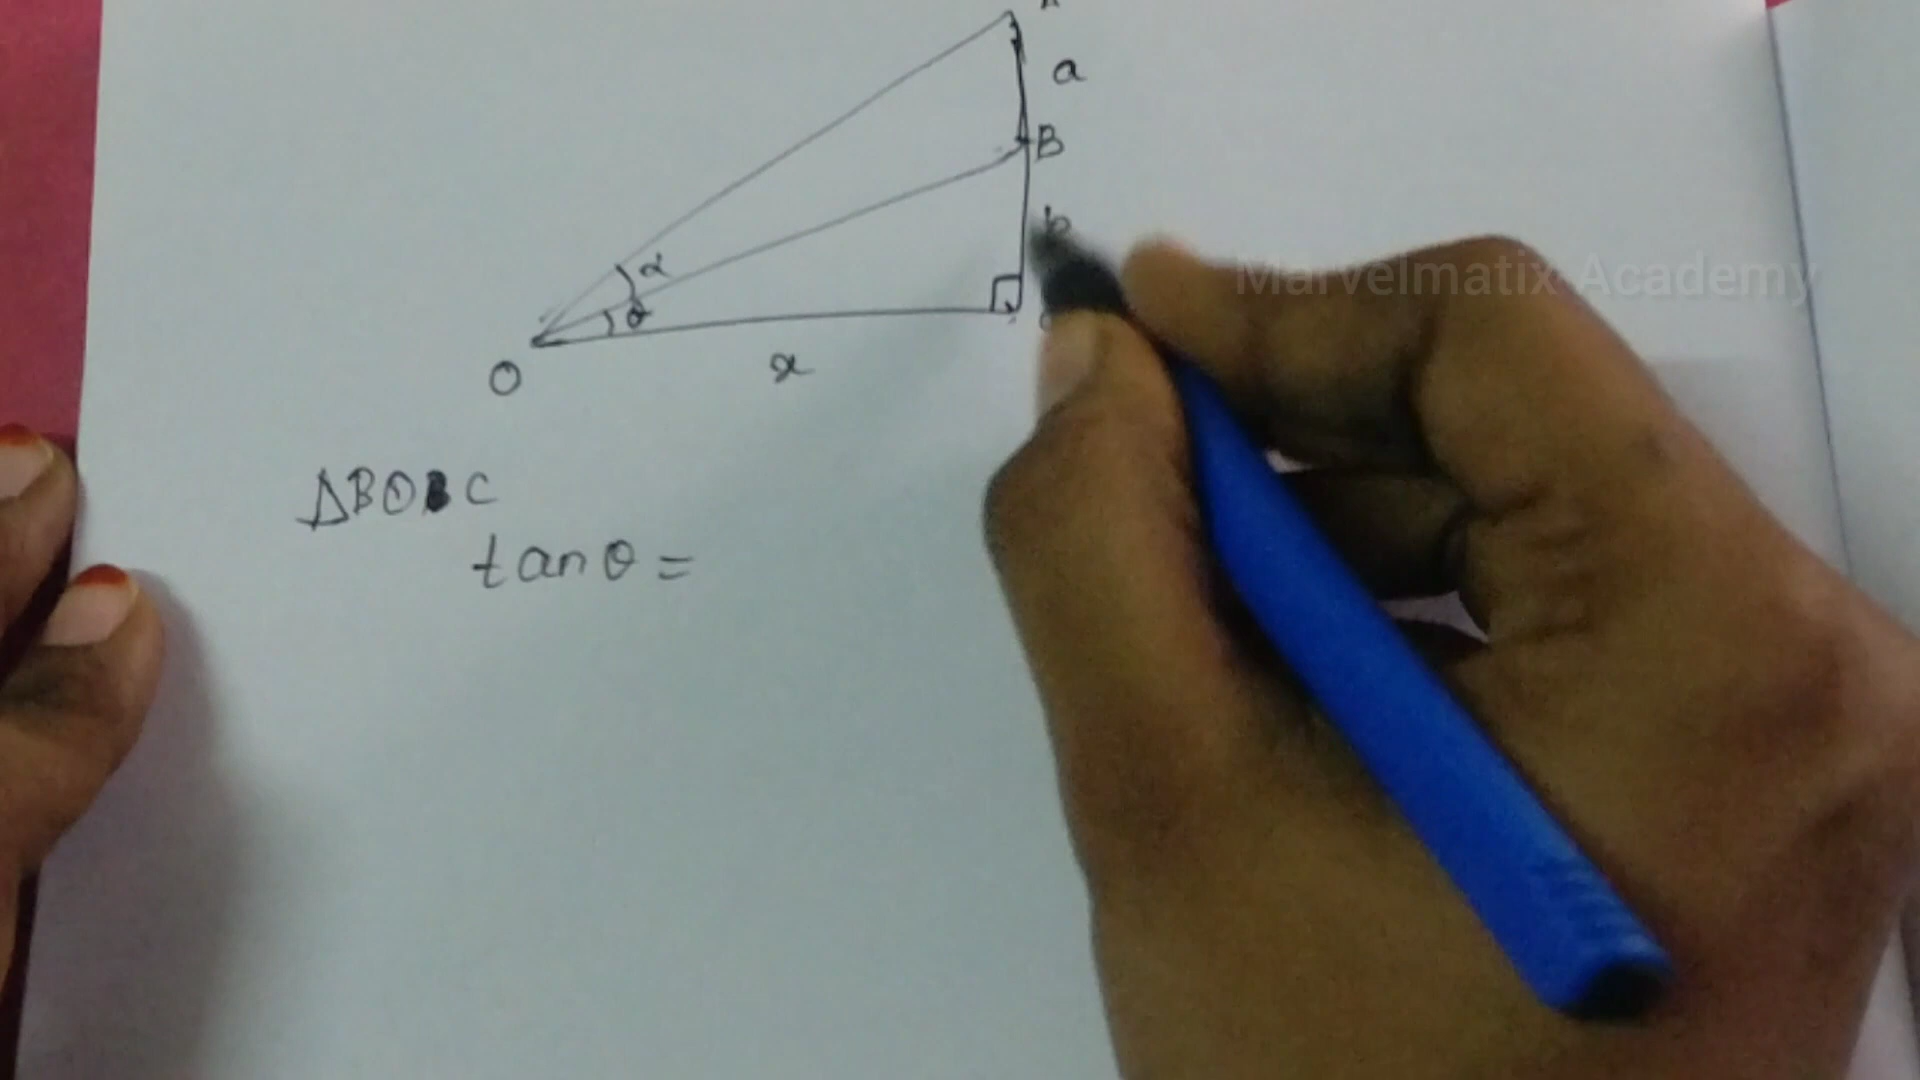 a
B
b
α
θ
O
x
ΔBOC
tanθ =
Marvelmatix Academy